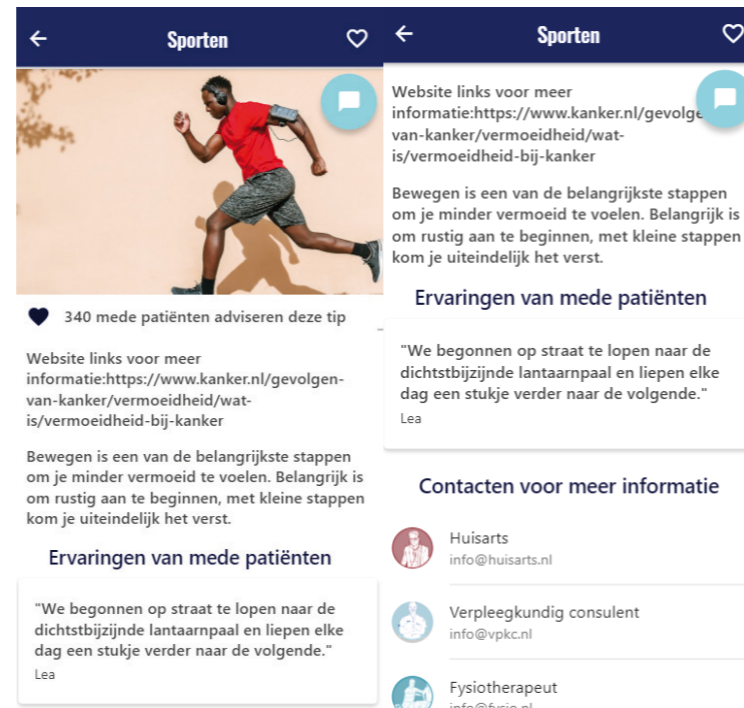 Sporten
340 mede patiënten adviseren deze tip
Website links voor meer
informatie:https://www.kanker.nl/gevolgen-
van-kanker/vermoeidheid/wat-
is/vermoeidheid-bij-kanker
Bewegen is een van de belangrijkste stappen
om je minder vermoeid te voelen. Belangrijk is
om rustig aan te beginnen, met kleine stappen
kom je uiteindelijk het verst.
Ervaringen van mede patiënten
"We begonnen op straat te lopen naar de
dichtstbijzijnde lantaarnpaal en liepen elke
dag een stukje verder naar de volgende."
Lea
Sporten
Website links voor meer
informatie:https://www.kanker.nl/gevolge
van-kanker/vermoeidheid/wat-
is/vermoeidheid-bij-kanker
Bewegen is een van de belangrijkste stappen
om je minder vermoeid te voelen. Belangrijk is
om rustig aan te beginnen, met kleine stappen
kom je uiteindelijk het verst.
Ervaringen van mede patiënten
"We begonnen op straat te lopen naar de
dichtstbijzijnde lantaarnpaal en liepen elke
dag een stukje verder naar de volgende."
Lea
Contacten voor meer informatie
Huisarts
info@huisarts.nl
Verpleegkundig consulent
info@vpkc.nl
Fysiotherapeut
info@fysio.nl